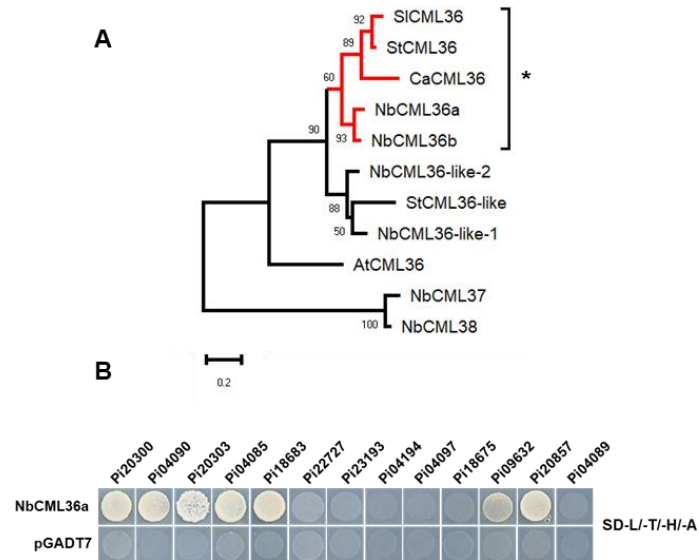 A
92
SlCML36
StCML36
89
CaCML36
60
NbCML36a
*
93
NbCML36b
90
NbCML36-like-2
88
StCML36-like
50
NbCML36-like-1
AtCML36
NbCML37
100
NbCML38
0.2
B
Pi20300 Pi04090 Pi20303 Pi04085 Pi18683 Pi22727 Pi23193 Pi04194 Pi04097 Pi18675 Pi09632 Pi20857 Pi04089
NbCML36a
SD-L/-T/-H/-A
pGADT7